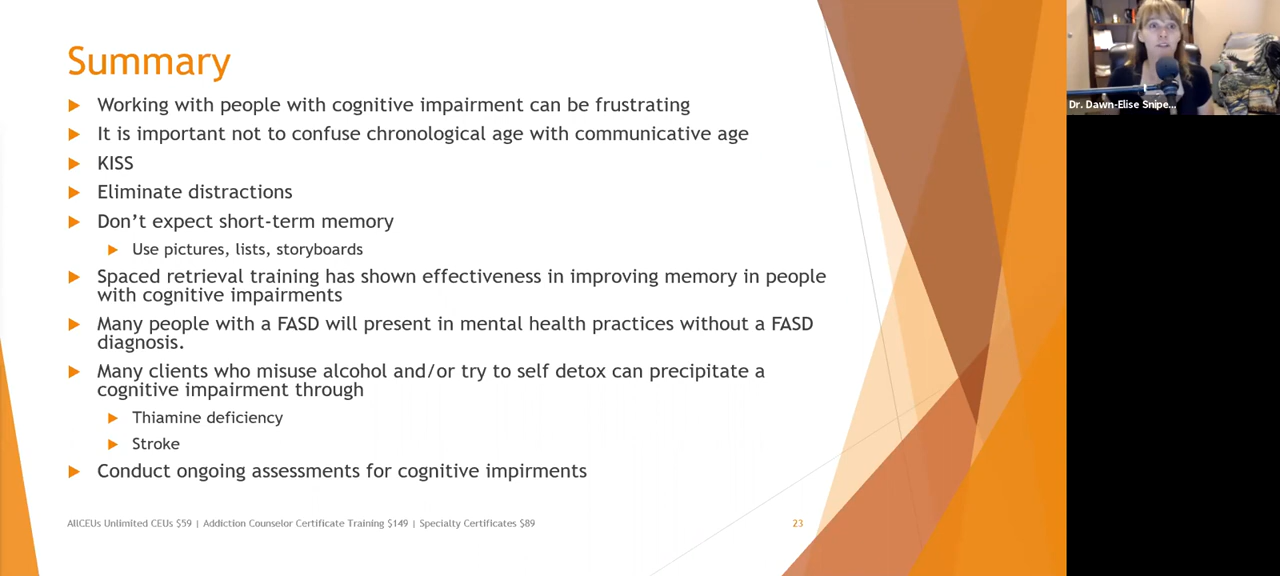 Summary
Working with people with cognitive impairment can be frustrating
It is important not to confuse chronological age with communicative age
KISS
Eliminate distractions
Don’t expect short-term memory
Use pictures, lists, storyboards
Spaced retrieval training has shown effectiveness in improving memory in people
with cognitive impairments
Many people with a FASD will present in mental health practices without a FASD
diagnosis.
Many clients who misuse alcohol and/or try to self detox can precipitate a
cognitive impairment through
Thiamine deficiency
Stroke
Conduct ongoing assessments for cognitive impirments
AllCEUs Unlimited CEUs $59 | Addiction Counselor Certificate Training $149 | Specialty Certificates $89
23
Dr. Dawn-Elise Snipe...